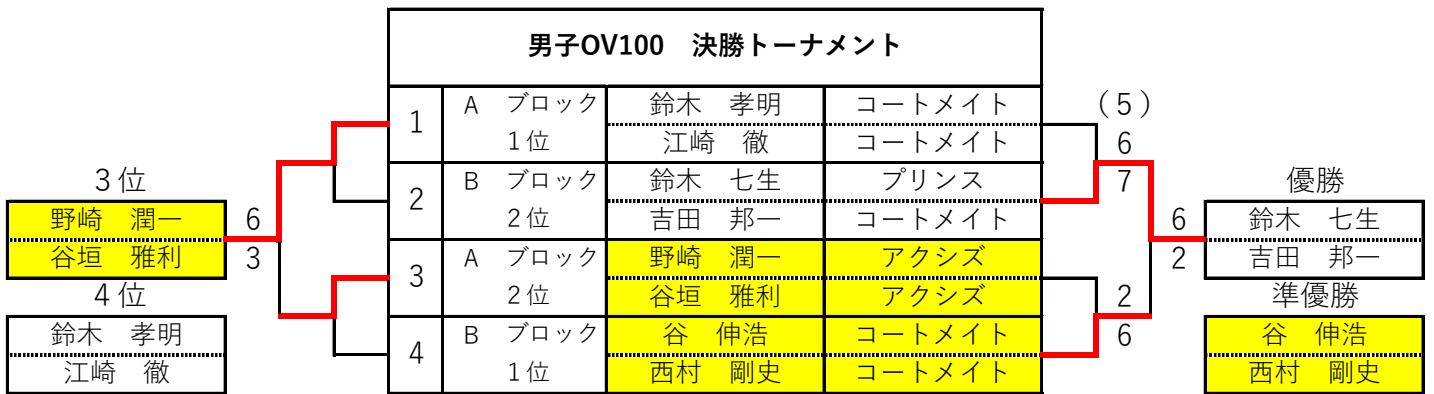 男子OV100　決勝トーナメント
1 A ブロック 鈴木　孝明 コートメイト (5)
1位 江崎　徹 コートメイト 6
3位 2 B ブロック 鈴木　七生 プリンス 7 優勝
野崎　潤一 6 2位 吉田　邦一 コートメイト 6 鈴木　七生
谷垣　雅利 3 3 A ブロック 野崎　潤一 アクシズ 2 吉田　邦一
4位 2位 谷垣　雅利 アクシズ 2 準優勝
鈴木　孝明 4 B ブロック 谷　伸浩 コートメイト 6 谷　伸浩
江崎　徹 1位 西村　剛史 コートメイト 西村　剛史